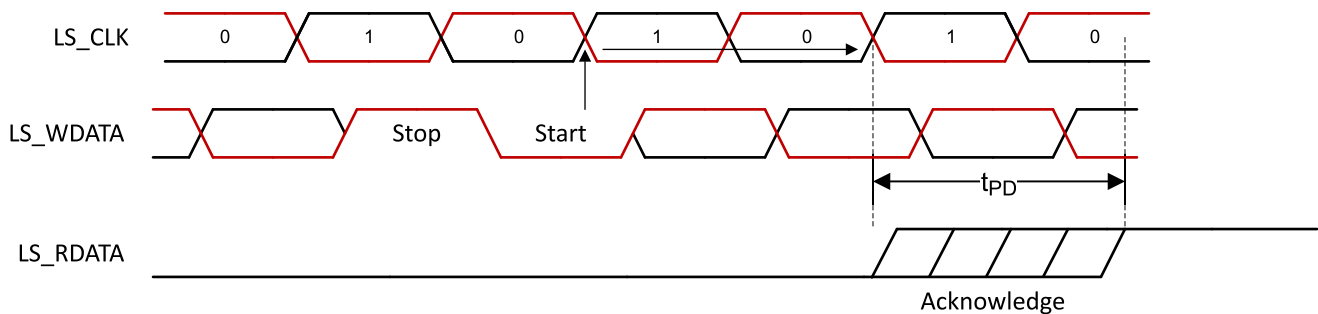 LS_CLK 0 1 0 1 0 1 0
LS_WDATA Stop Start
tPD
LS_RDATA
Acknowledge